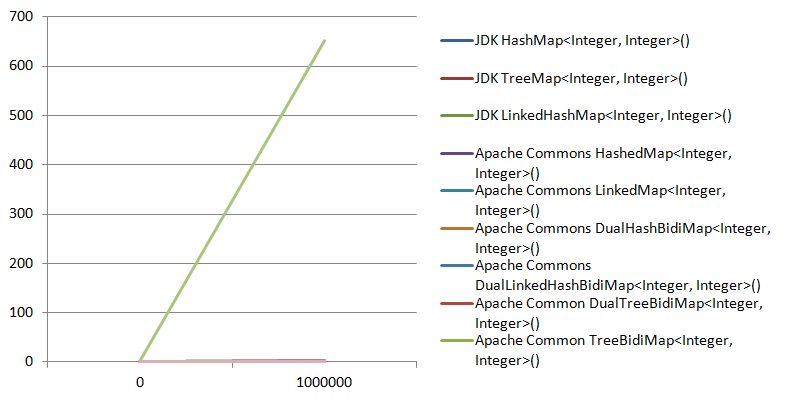 700
600
500
400
300
200
100
0
0
1000000
JDK HashMap<Integer, Integer>()
JDK TreeMap<Integer, Integer>()
JDK LinkedHashMap<Integer, Integer>()
Apache Commons HashedMap<Integer,
Integer>()
Apache Commons LinkedMap<Integer,
Integer>()
Apache Commons DualHashBidiMap<Integer,
Integer>()
Apache Commons
DualLinkedHashBidiMap<Integer, Integer>()
Apache Common DualTreeBidiMap<Integer,
Integer>()
Apache Common TreeBidiMap<Integer,
Integer>()